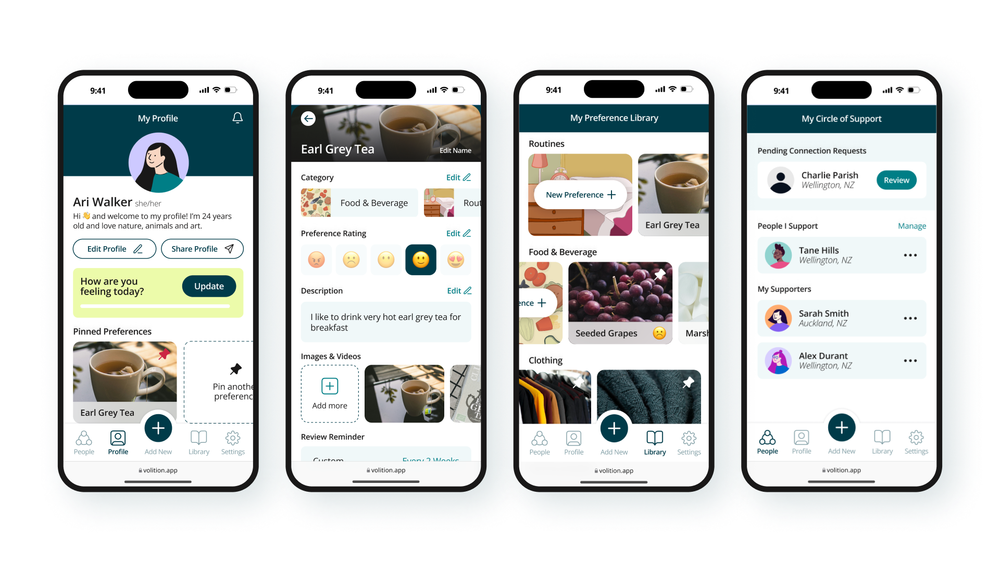 9:41
My Profile
Ari Walker she/her
Hi 👋 and welcome to my profile! I'm 24 years
old and love nature, animals and art.
Edit Profile
Share Profile
How are you
feeling today?
Update
Pinned Preferences
Earl Grey Tea
Pin anothe
preferenc
People
Profile
Add New
Library
Settings
volition.app
9:41
Earl Grey Tea
Edit Name
Category
Edit
Food & Beverage
Rout
Preference Rating
Edit
Description
Edit
I like to drink very hot earl grey tea for
breakfast
Images & Videos
Add more
Review Reminder
Custom
Every 2 Weeks
volition.app
9:41
My Preference Library
Routines
New Preference
Earl Grey Tea
Food & Beverage
ence
Seeded Grapes
Marsh
Clothing
People
Profile
Add New
Library
Settings
volition.app
9:41
My Circle of Support
Pending Connection Requests
Charlie Parish
Wellington, NZ
Review
People I Support
Manage
Tane Hills
Wellington, NZ
My Supporters
Sarah Smith
Auckland, NZ
Alex Durant
Wellington, NZ
People
Profile
Add New
Library
Settings
volition.app